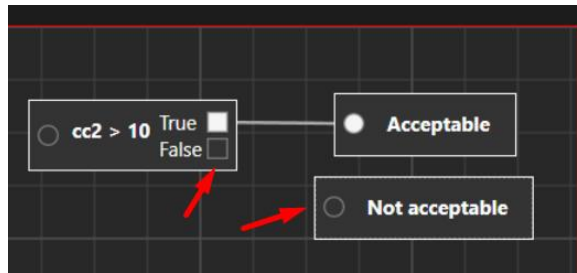 cc2 > 10
True
False
Acceptable
Not acceptable